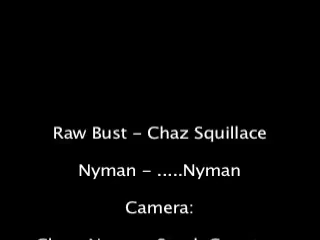 Raw Bust - Chaz Squillace
Nyman - .....Nyman
Camera: